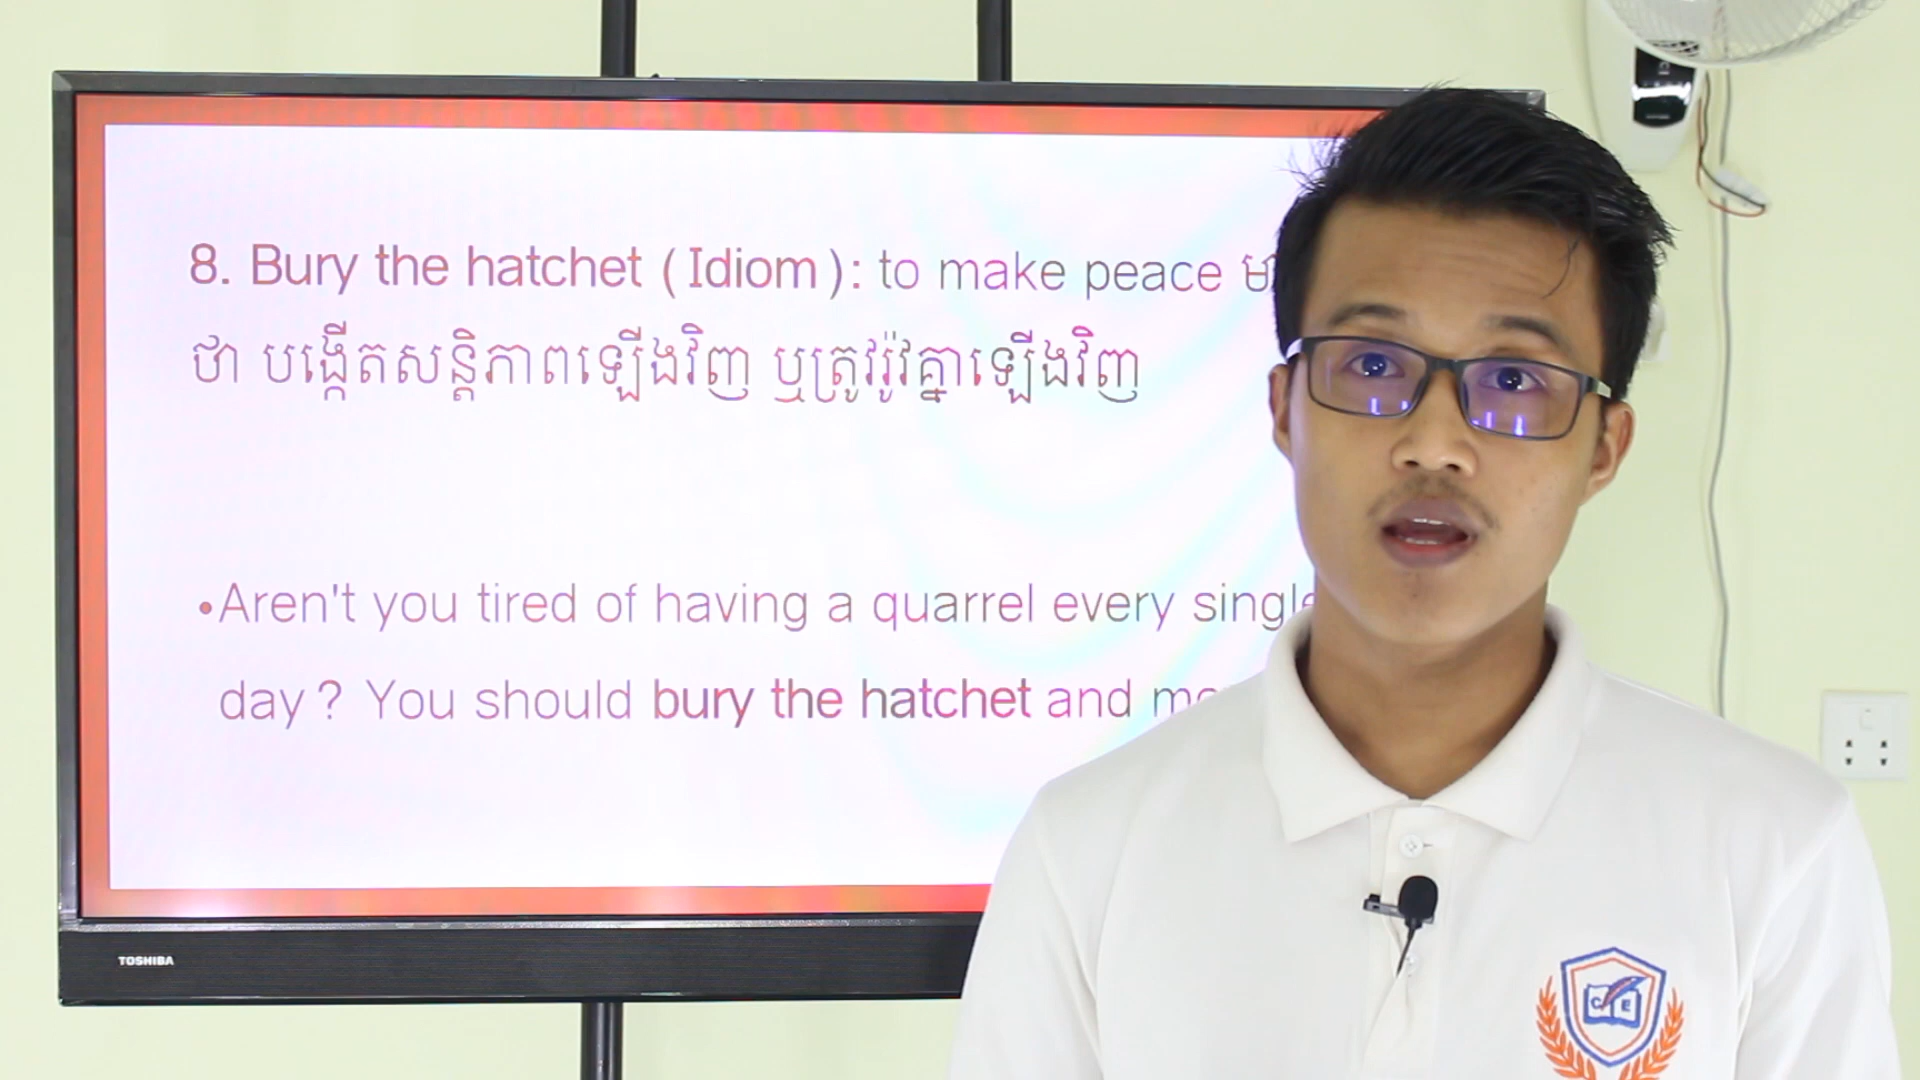 8. Bury the hatchet (Idiom): to make peace
ថា បង្កើតសន្តិភាពឡើងវិញ ឬត្រូវរ៉ូវគ្នាឡើងវិញ
•Aren't you tired of having a quarrel every single
day? You should bury the hatchet and
TOSHIBA
C E